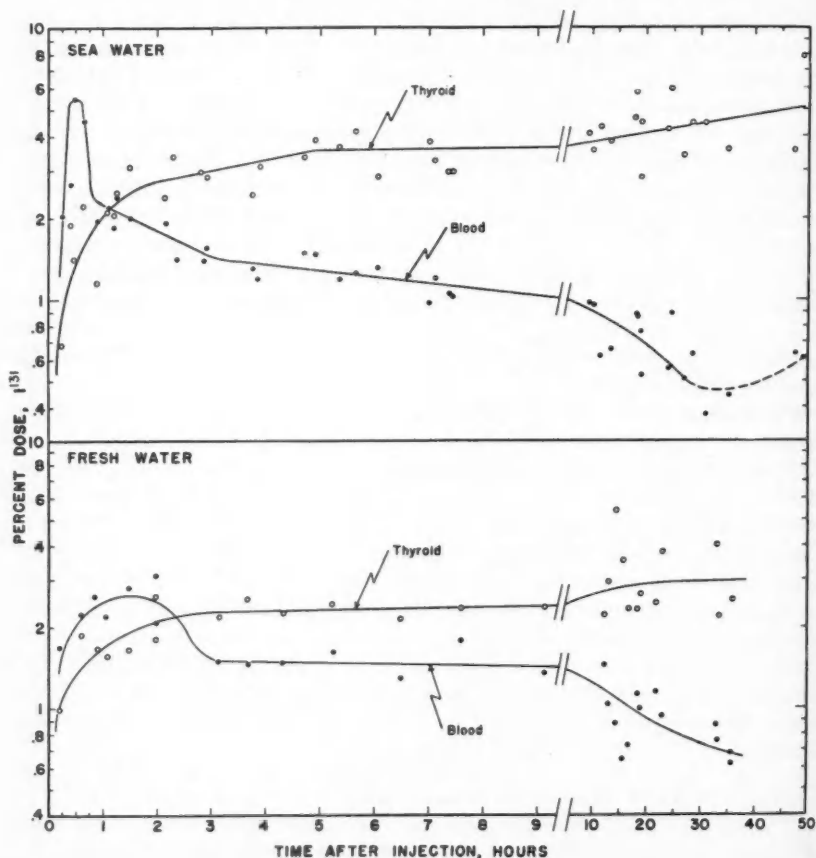 10
SEA WATER
8
6
4
2
1
.8
.6
.4
Thyroid
Blood
10
FRESH WATER
8
6
4
2
1
.8
.6
.4
Thyroid
Blood
PERCENT DOSE, I¹³¹
0 1 2 3 4 5 6 7 8 9 10 20 30 40 50
TIME AFTER INJECTION, HOURS